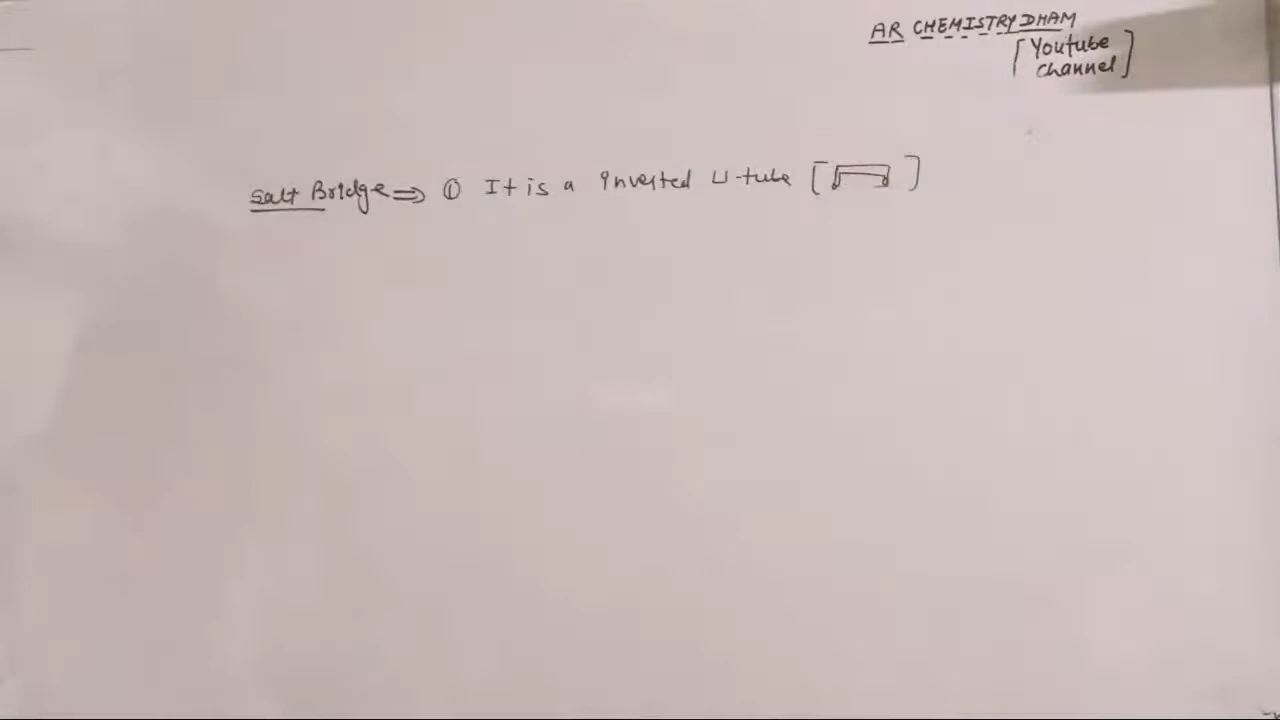 AR CHEMISTRY DHAM
[Youtube
channel]
Salt Bridge ⇒ ① It is a inverted U-tube [ ]